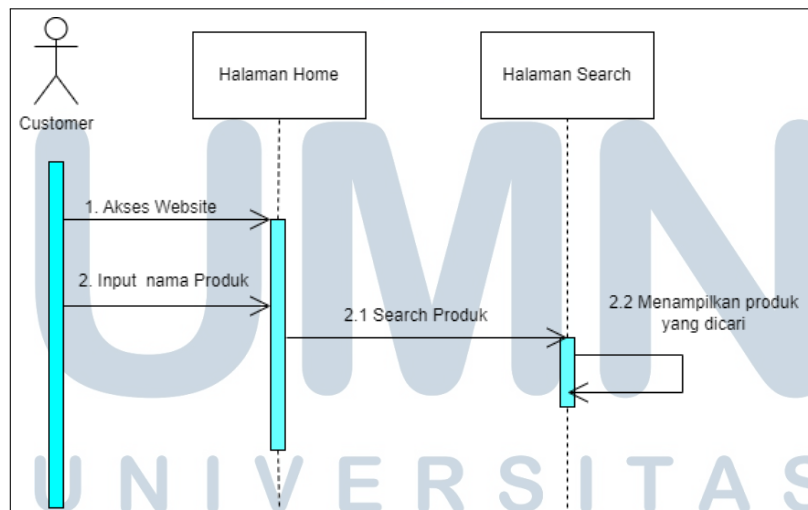 Halaman Home
Halaman Search
Customer
1. Akses Website
2. Input nama Produk
2.1 Search Produk
2.2 Menampilkan produk
yang dicari
UMN
UNIVERSITAS